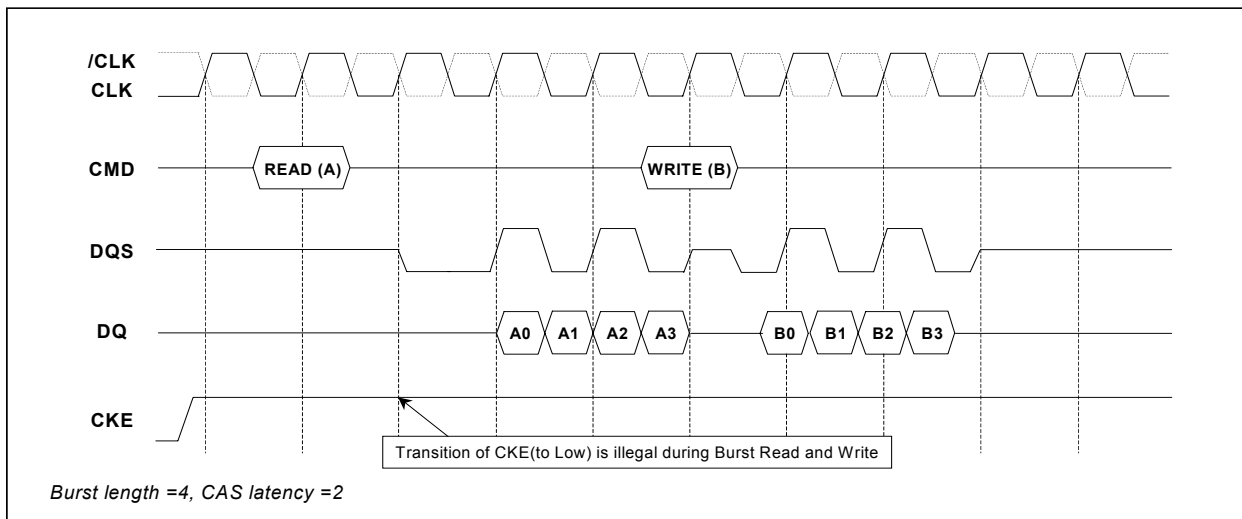 /CLK
CLK
CMD
READ (A)
WRITE (B)
DQS
DQ
A0 A1 A2 A3 B0 B1 B2 B3
CKE
Transition of CKE(to Low) is illegal during Burst Read and Write
Burst length =4, CAS latency =2